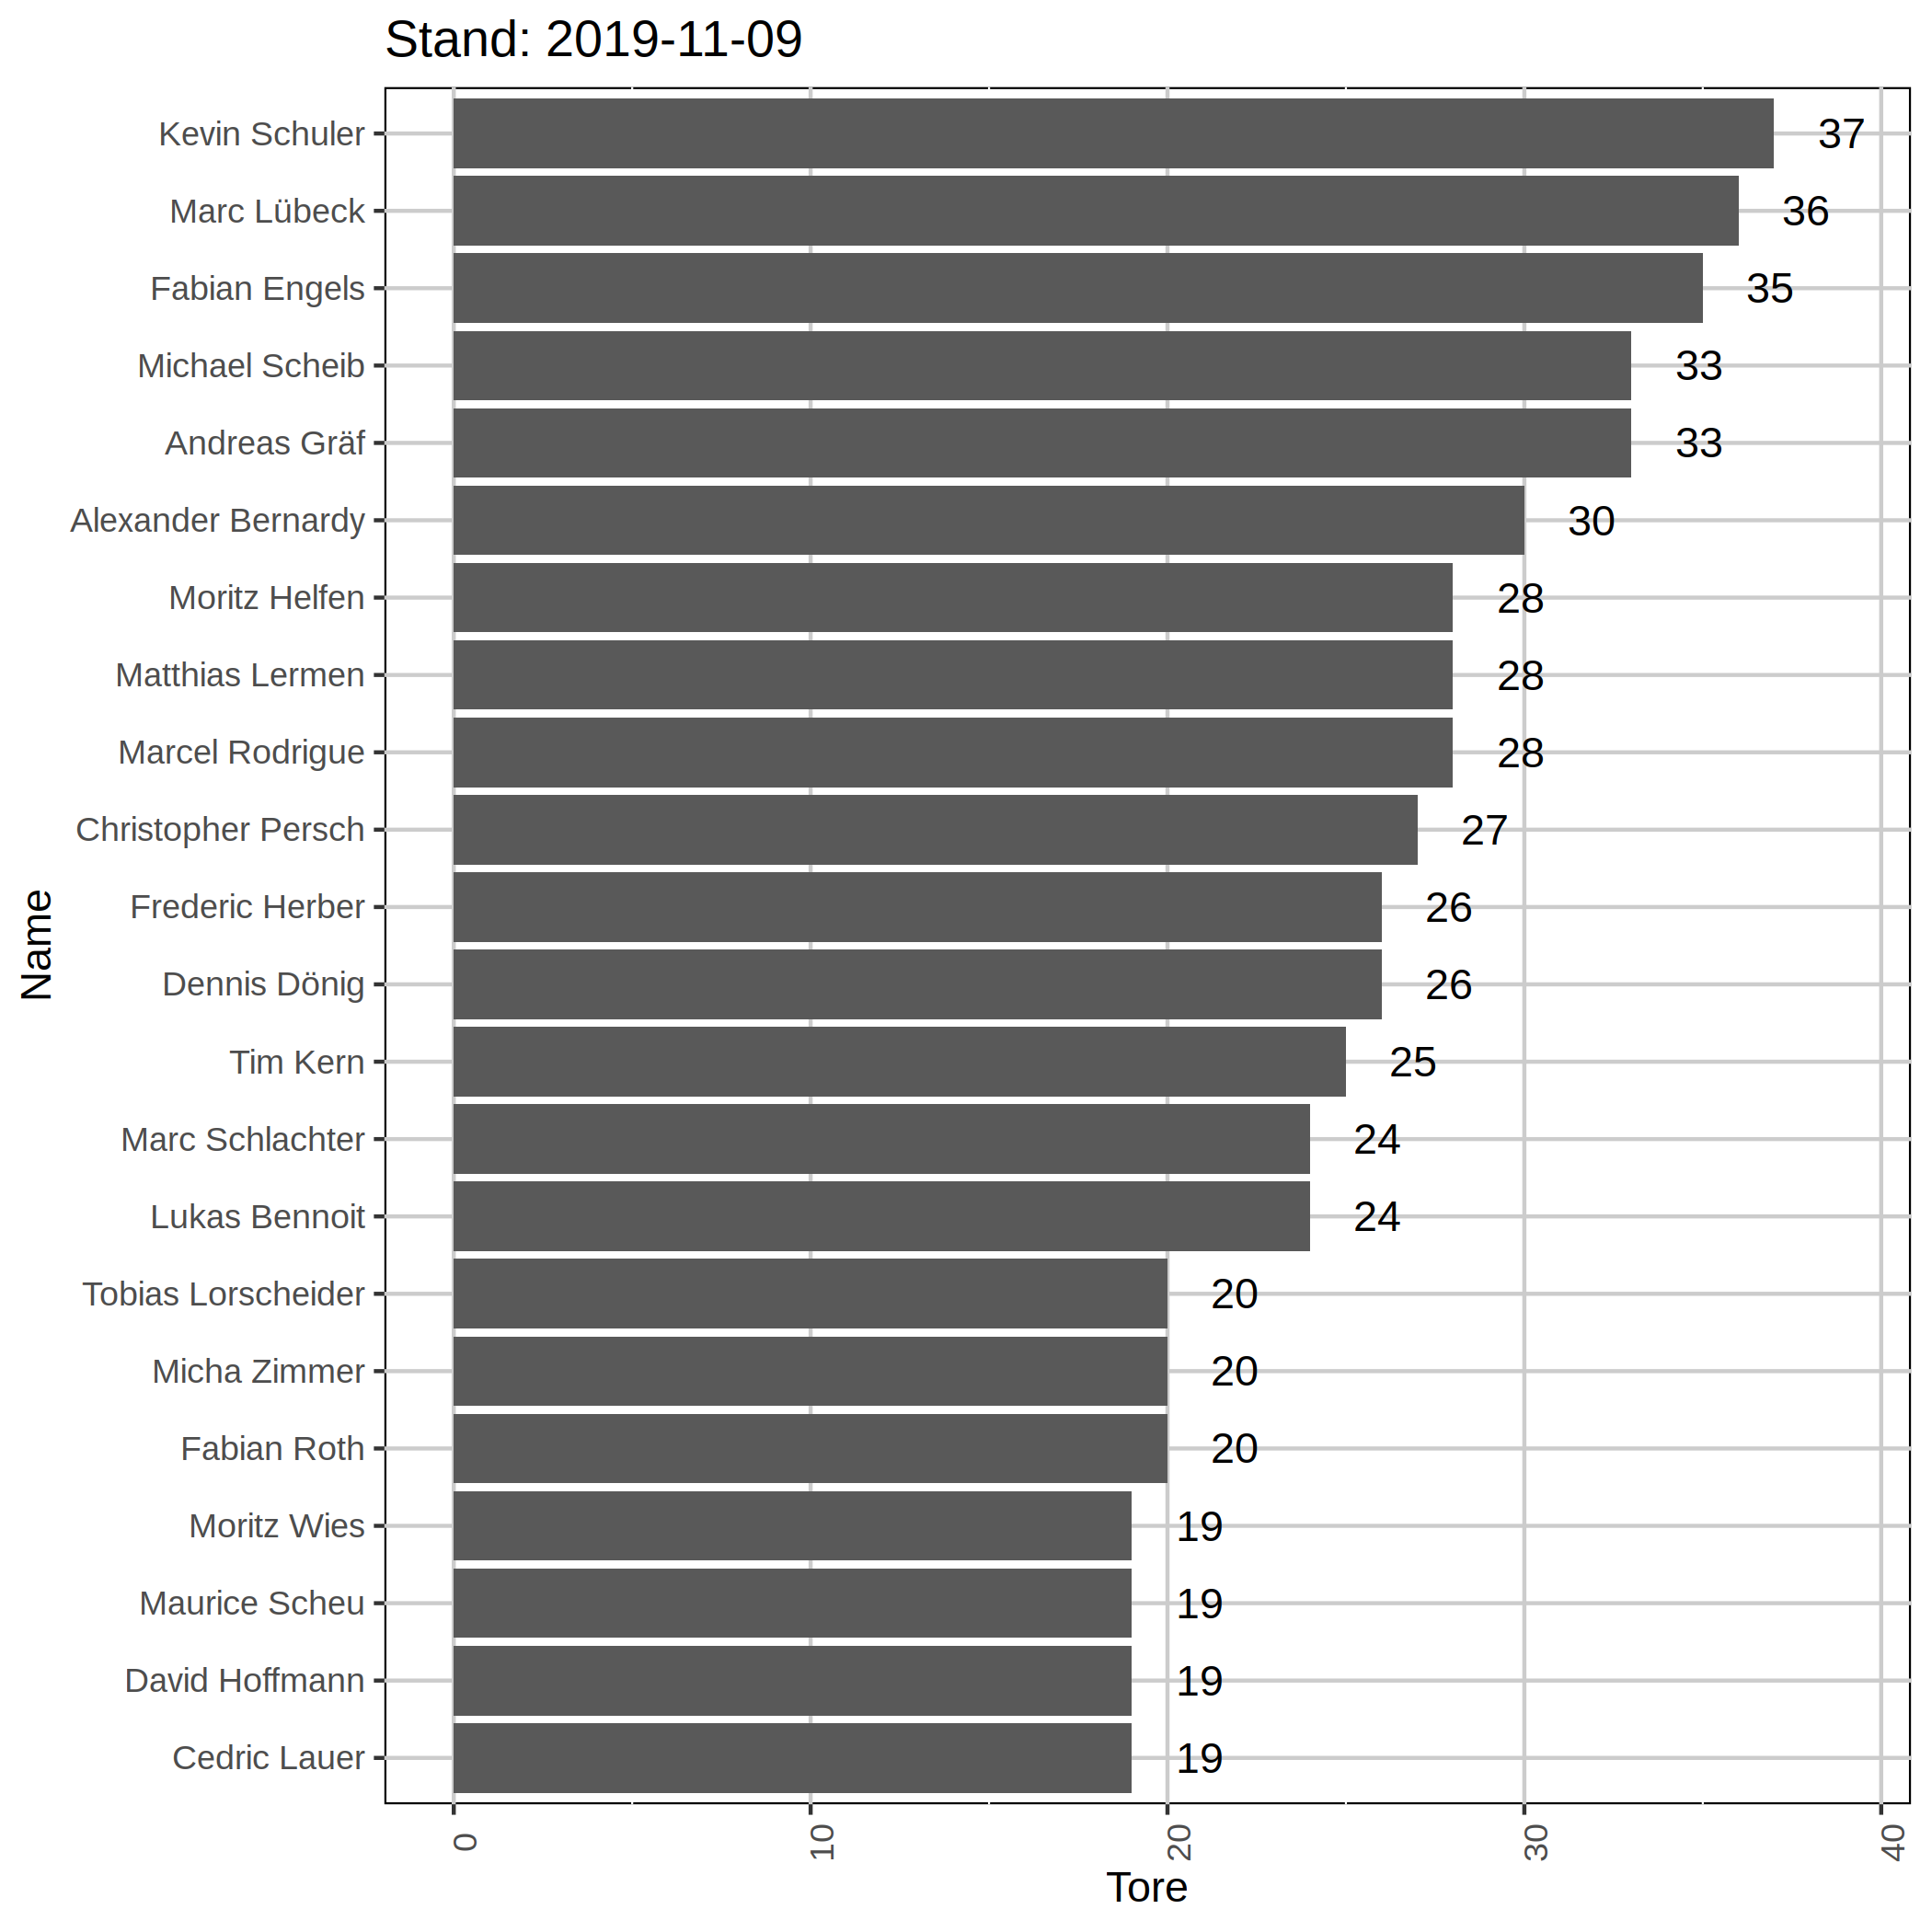 Stand: 2019-11-09
Kevin Schuler 37
Marc Lübeck 36
Fabian Engels 35
Michael Scheib 33
Andreas Gräf 33
Alexander Bernardy 30
Moritz Helfen 28
Matthias Lermen 28
Marcel Rodrigue 28
Christopher Persch 27
Frederic Herber 26
Dennis Dönig 26
Tim Kern 25
Marc Schlachter 24
Lukas Bennoit 24
Tobias Lorscheider 20
Micha Zimmer 20
Fabian Roth 20
Moritz Wies 19
Maurice Scheu 19
David Hoffmann 19
Cedric Lauer 19
Name
0 10 20 30 40
Tore